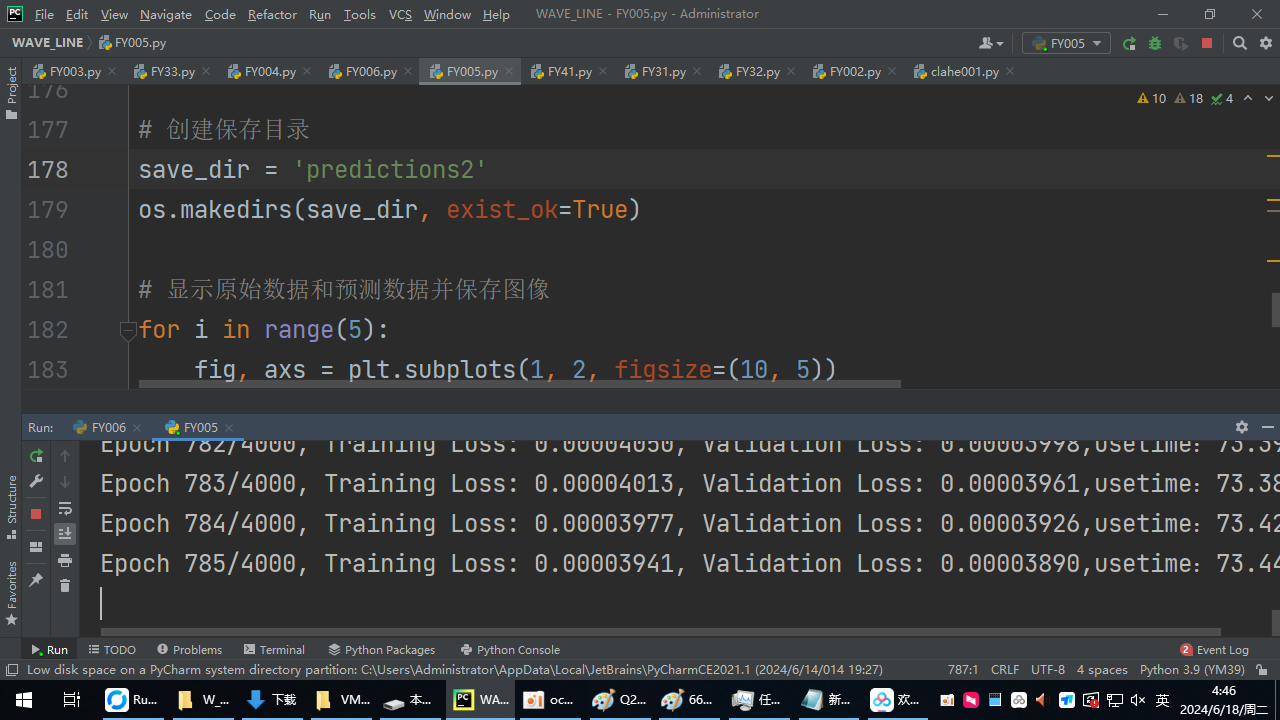 File Edit View Navigate Code Refactor Run Tools VCS Window Help WAVE_LINE - FY005.py - Administrator
WAVE_LINE FY005.py FY005
FY003.py FY33.py FY004.py FY006.py FY005.py FY41.py FY31.py FY32.py FY002.py clahe001.py
Project
10 18 4
176
177 # 创建保存目录
178 save_dir = 'predictions2'
179 os.makedirs(save_dir, exist_ok=True)
180
181 # 显示原始数据和预测数据并保存图像
182 for i in range(5):
183 fig, axs = plt.subplots(1, 2, figsize=(10, 5))
Run: FY006 FY005
Epoch 782/4000, Training Loss: 0.00004050, Validation Loss: 0.00003998,usetime：73.39
Epoch 783/4000, Training Loss: 0.00004013, Validation Loss: 0.00003961,usetime：73.38
Epoch 784/4000, Training Loss: 0.00003977, Validation Loss: 0.00003926,usetime：73.42
Epoch 785/4000, Training Loss: 0.00003941, Validation Loss: 0.00003890,usetime：73.44
Structure
Favorites
Run TODO Problems Terminal Python Packages Python Console 2 Event Log
Low disk space on a PyCharm system directory partition: C:\Users\Administrator\AppData\Local\JetBrains\PyCharmCE2021.1 (2024/6/14/014 19:27) 787:1 CRLF UTF-8 4 spaces Python 3.9 (YM39)
Ru... W_... 下载 VM... 本... WA... oc... Q2... 66... 任... 新... 欢... 英 4:46
2024/6/18/周二